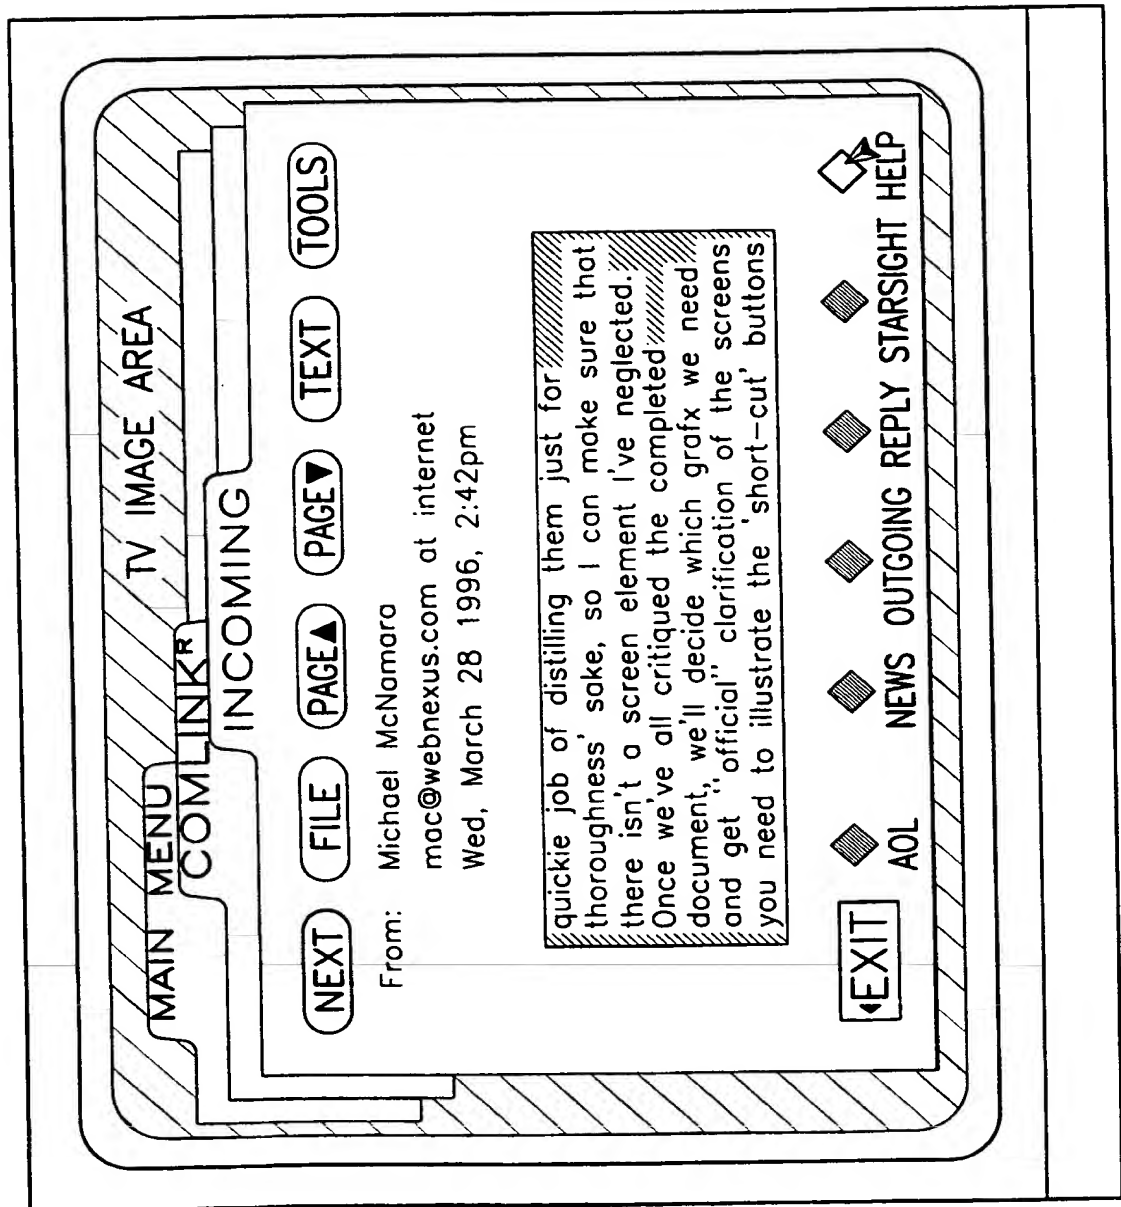 TV IMAGE AREA
MAIN MENU
COMLINK R
INCOMING
NEXT FILE PAGE▲ PAGE▼ TEXT TOOLS
From: Michael McNamara
mac@webnexus.com at internet
Wed, March 28 1996, 2:42pm
quickie job of distilling them just for
thoroughness' sake, so I can make sure that
there isn't a screen element I've neglected.
Once we've all critiqued the completed
document, we'll decide which grafx we need
and get "official" clarification of the screens
you need to illustrate the 'short-cut' buttons
◀EXIT AOL NEWS OUTGOING REPLY STARSIGHT HELP